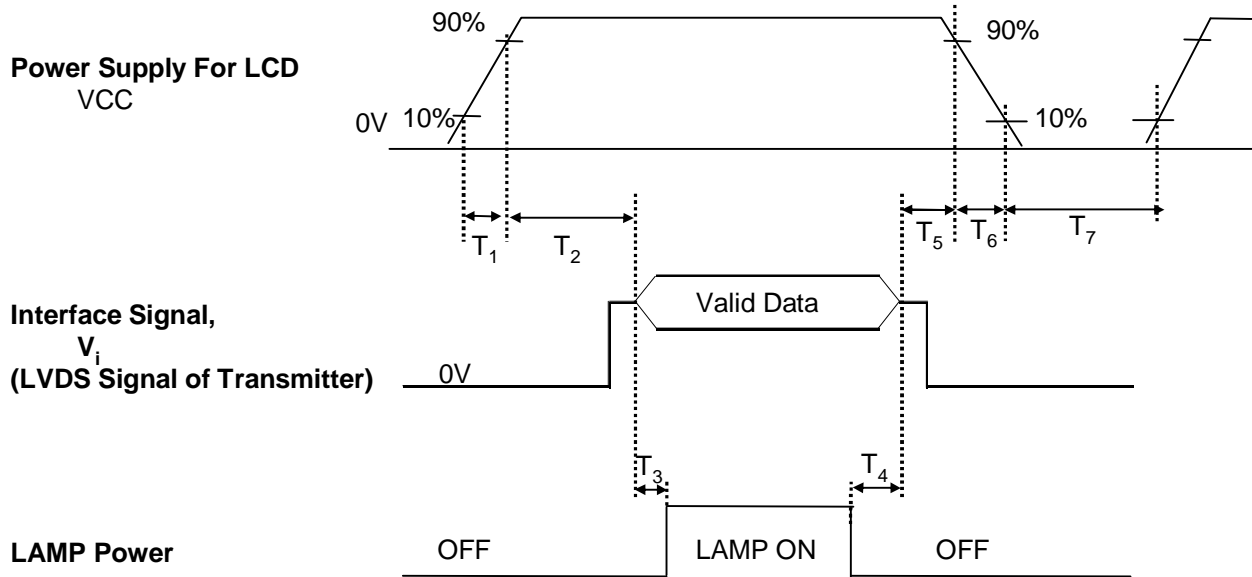 90%
90%
Power Supply For LCD
VCC
0V
10%
10%
T1
T2
T5
T6
T7
Interface Signal,
Vi
(LVDS Signal of Transmitter)
Valid Data
0V
T3
T4
LAMP Power
OFF
LAMP ON
OFF